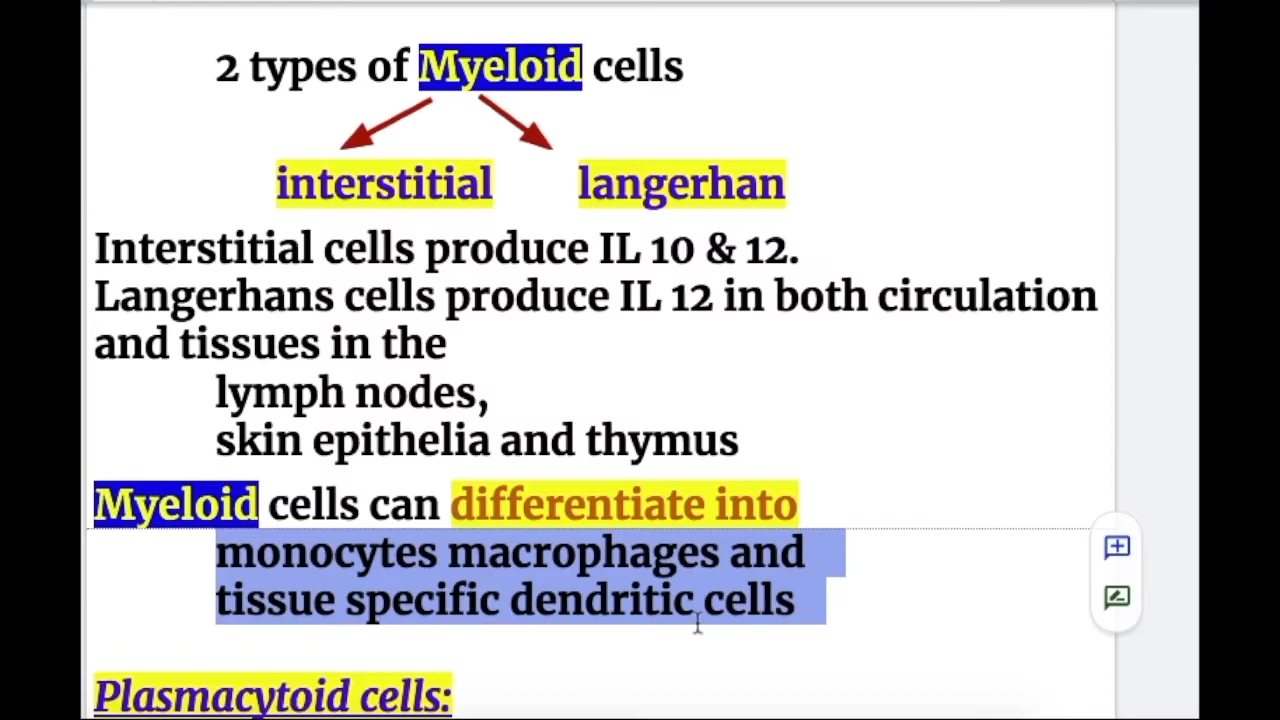 2 types of Myeloid cells
interstitial langerhan
Interstitial cells produce IL 10 & 12.
Langerhans cells produce IL 12 in both circulation
and tissues in the
lymph nodes,
skin epithelia and thymus
Myeloid cells can differentiate into
monocytes macrophages and
tissue specific dendritic cells
Plasmacytoid cells: